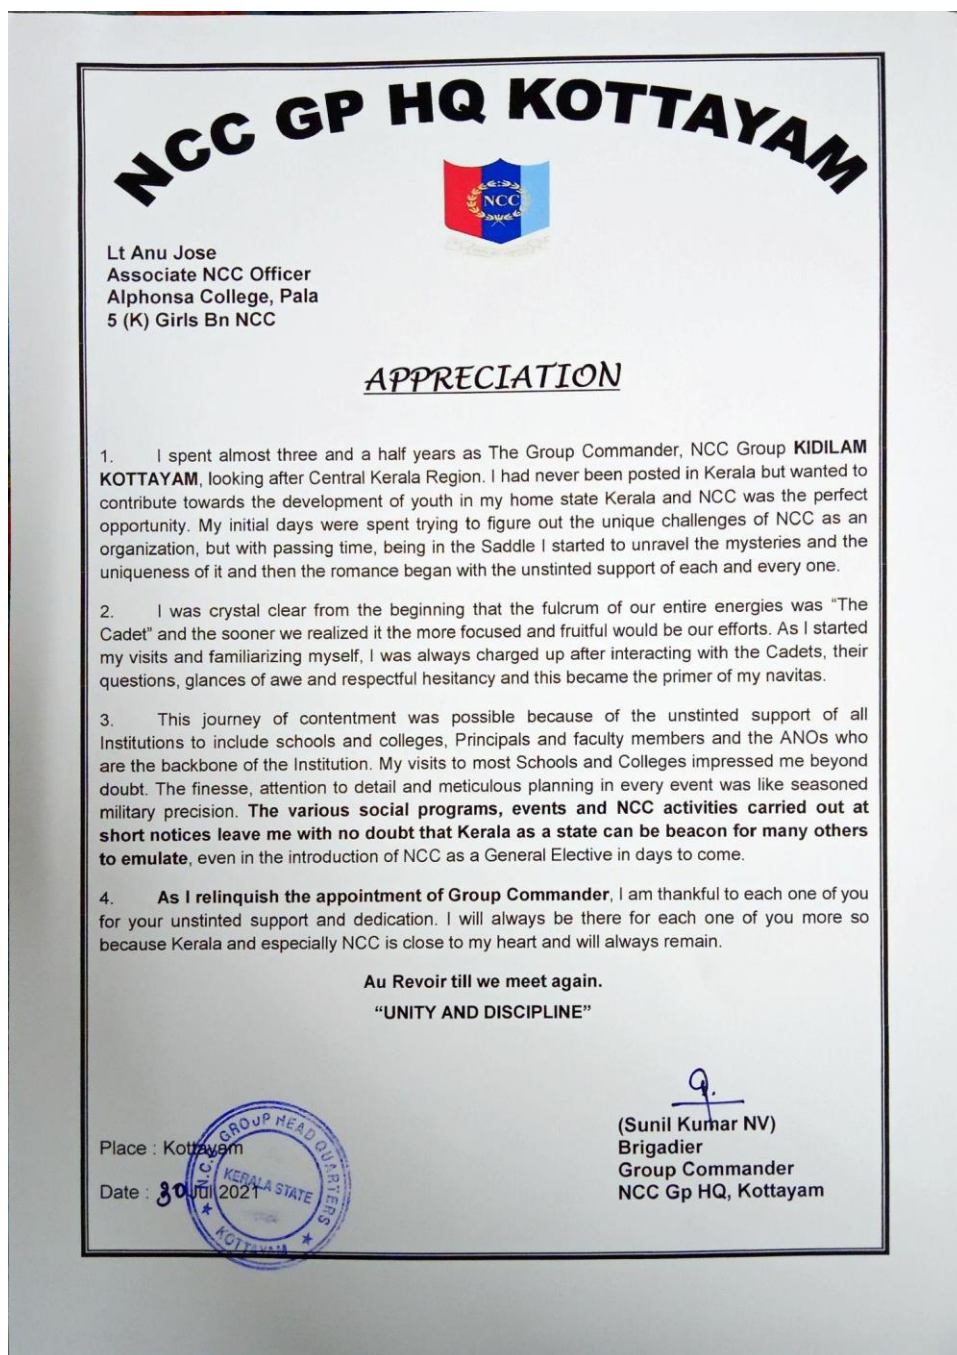 NCC GP HQ KOTTAYAM
NCC
Lt Anu Jose
Associate NCC Officer
Alphonsa College, Pala
5 (K) Girls Bn NCC
APPRECIATION
1. I spent almost three and a half years as The Group Commander, NCC Group KIDILAM
KOTTAYAM, looking after Central Kerala Region. I had never been posted in Kerala but wanted to
contribute towards the development of youth in my home state Kerala and NCC was the perfect
opportunity. My initial days were spent trying to figure out the unique challenges of NCC as an
organization, but with passing time, being in the Saddle I started to unravel the mysteries and the
uniqueness of it and then the romance began with the unstinted support of each and every one.
2. I was crystal clear from the beginning that the fulcrum of our entire energies was “The
Cadet” and the sooner we realized it the more focused and fruitful would be our efforts. As I started
my visits and familiarizing myself, I was always charged up after interacting with the Cadets, their
questions, glances of awe and respectful hesitancy and this became the primer of my navitas.
3. This journey of contentment was possible because of the unstinted support of all
Institutions to include schools and colleges, Principals and faculty members and the ANOs who
are the backbone of the Institution. My visits to most Schools and Colleges impressed me beyond
doubt. The finesse, attention to detail and meticulous planning in every event was like seasoned
military precision. The various social programs, events and NCC activities carried out at
short notices leave me with no doubt that Kerala as a state can be beacon for many others
to emulate, even in the introduction of NCC as a General Elective in days to come.
4. As I relinquish the appointment of Group Commander, I am thankful to each one of you
for your unstinted support and dedication. I will always be there for each one of you more so
because Kerala and especially NCC is close to my heart and will always remain.
Au Revoir till we meet again.
“UNITY AND DISCIPLINE”
(Sunil Kumar NV)
Brigadier
Group Commander
NCC Gp HQ, Kottayam
Place : Kottayam
Date : 30 Jul 2021
N.C.C GROUP HEAD QUARTERS
KERALA STATE
KOTTAYAM